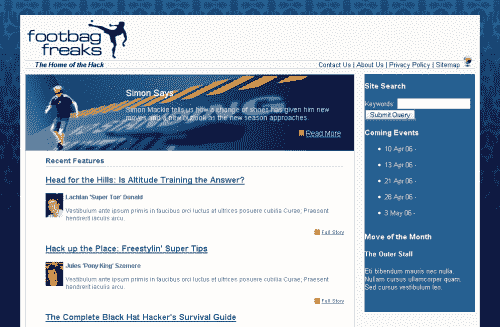 footbag
freaks
The Home of the Hack
Contact Us | About Us | Privacy Policy | Sitemap
Simon Says
Simon Mackie tells us how a change of shoes has given him new
moves and a new outlook as the new season approaches.
Read More
Recent Features
Head for the Hills: Is Altitude Training the Answer?
Lachlan 'Super Toe' Donald
Vestibulum ante ipsum primis in faucibus orci luctus et ultrices posuere cubilia Curae; Praesent
hendrerit iaculis arcu.
Full Story
Hack up the Place: Freestylin' Super Tips
Jules 'Pony King' Szemere
Vestibulum ante ipsum primis in faucibus orci luctus et ultrices posuere cubilia Curae; Praesent
hendrerit iaculis arcu.
Full Story
The Complete Black Hat Hacker's Survival Guide
Site Search
Keywords:
Submit Query
Coming Events
10 Apr 06 -
13 Apr 06 -
21 Apr 06 -
28 Apr 06 -
3 May 06 -
Move of the Month
The Outer Stall
Elit bibendum mauris nec nulla.
Nullam cursus ullamcorper quam.
Sed cursus vestibulum leo.